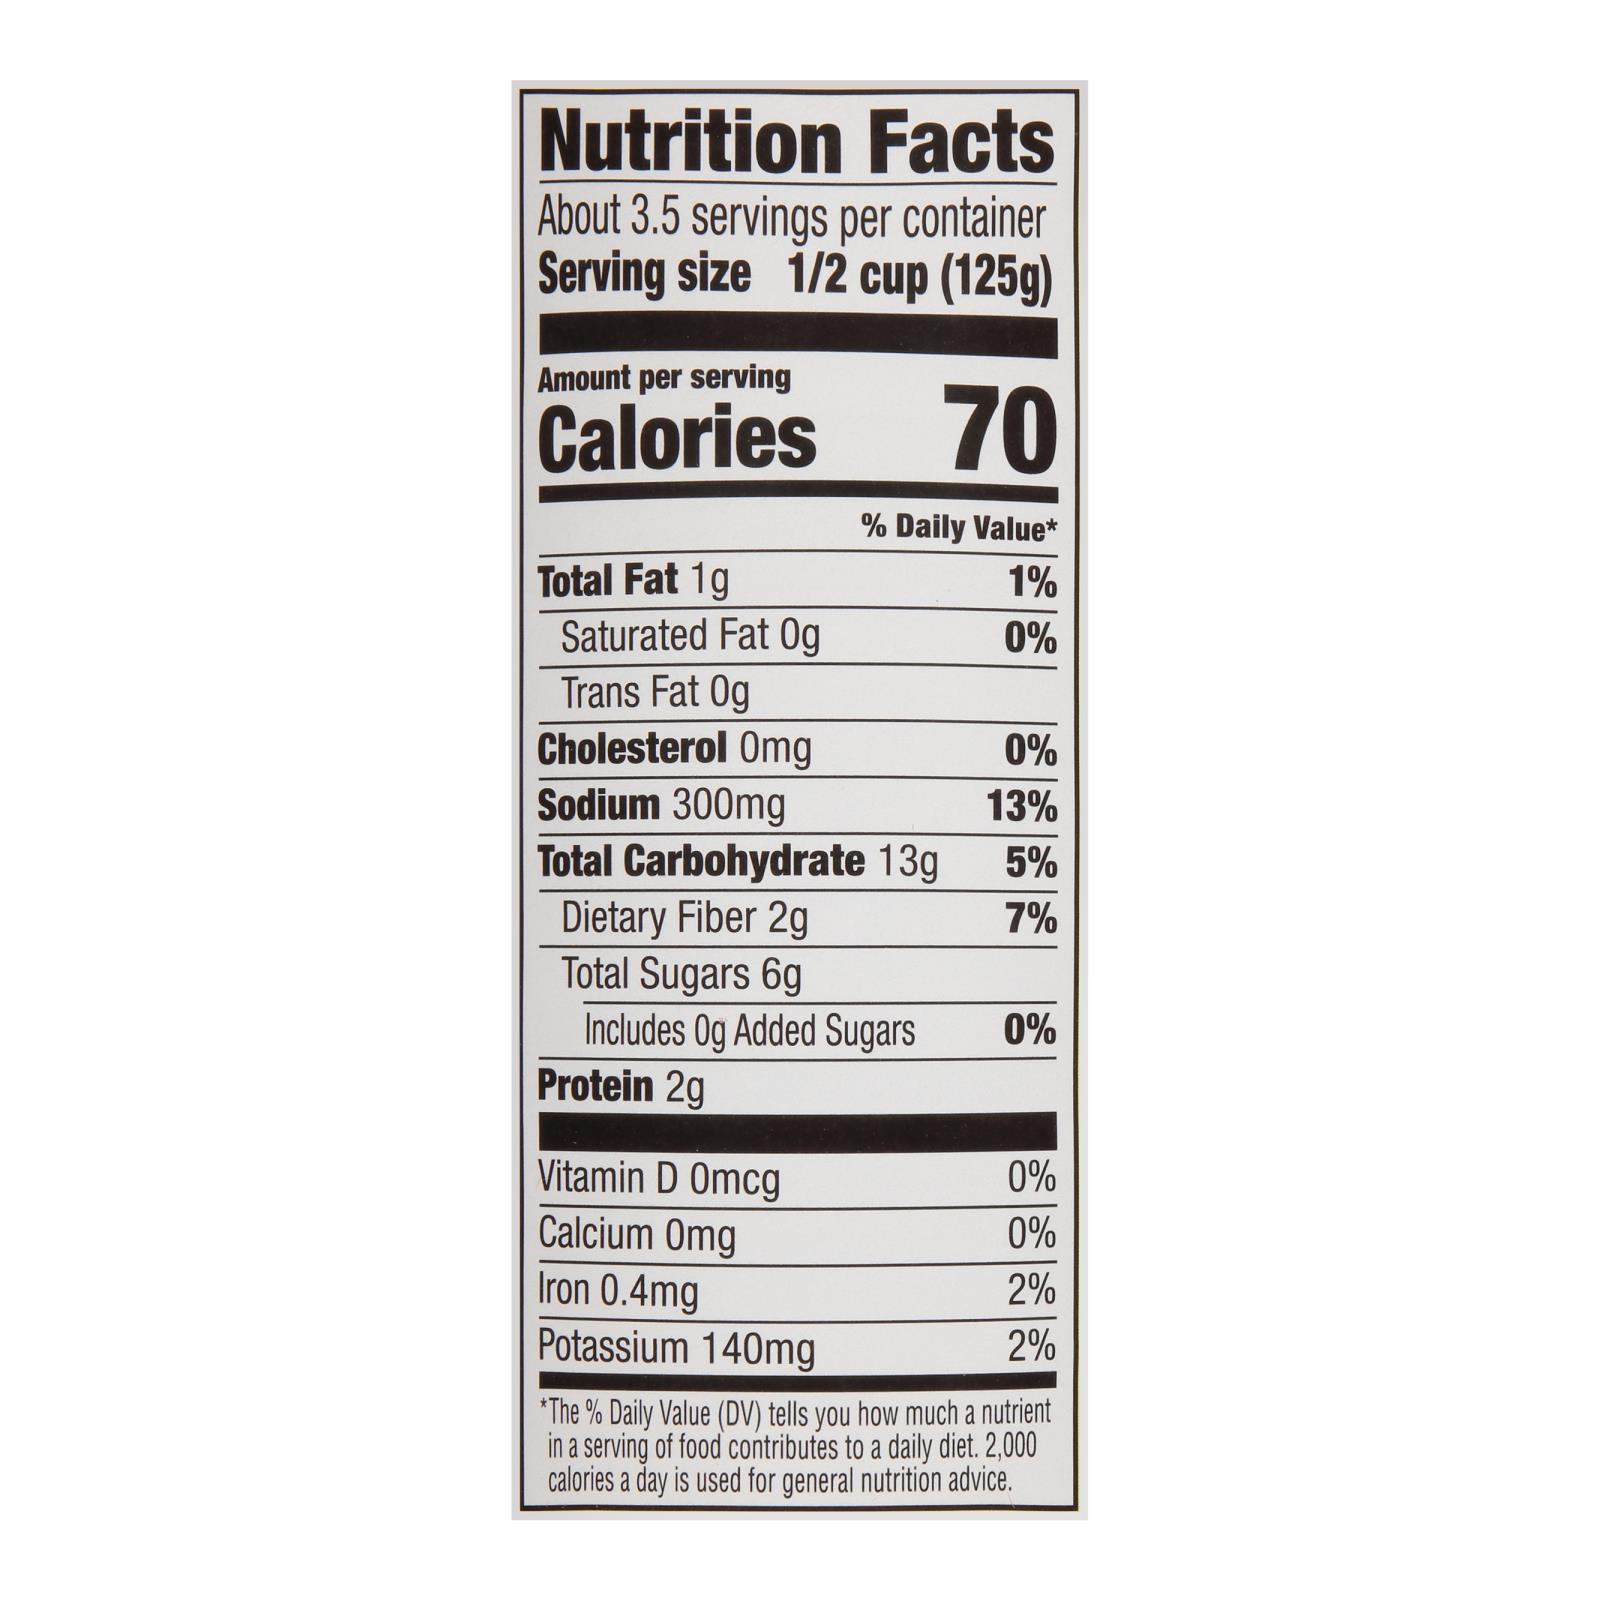 Nutrition Facts
About 3.5 servings per container
Serving size 1/2 cup (125g)
Amount per serving
Calories 70
% Daily Value*
Total Fat 1g 1%
Saturated Fat 0g 0%
Trans Fat 0g
Cholesterol 0mg 0%
Sodium 300mg 13%
Total Carbohydrate 13g 5%
Dietary Fiber 2g 7%
Total Sugars 6g
Includes 0g Added Sugars 0%
Protein 2g
Vitamin D 0mcg 0%
Calcium 0mg 0%
Iron 0.4mg 2%
Potassium 140mg 2%
*The % Daily Value (DV) tells you how much a nutrient
in a serving of food contributes to a daily diet. 2,000
calories a day is used for general nutrition advice.